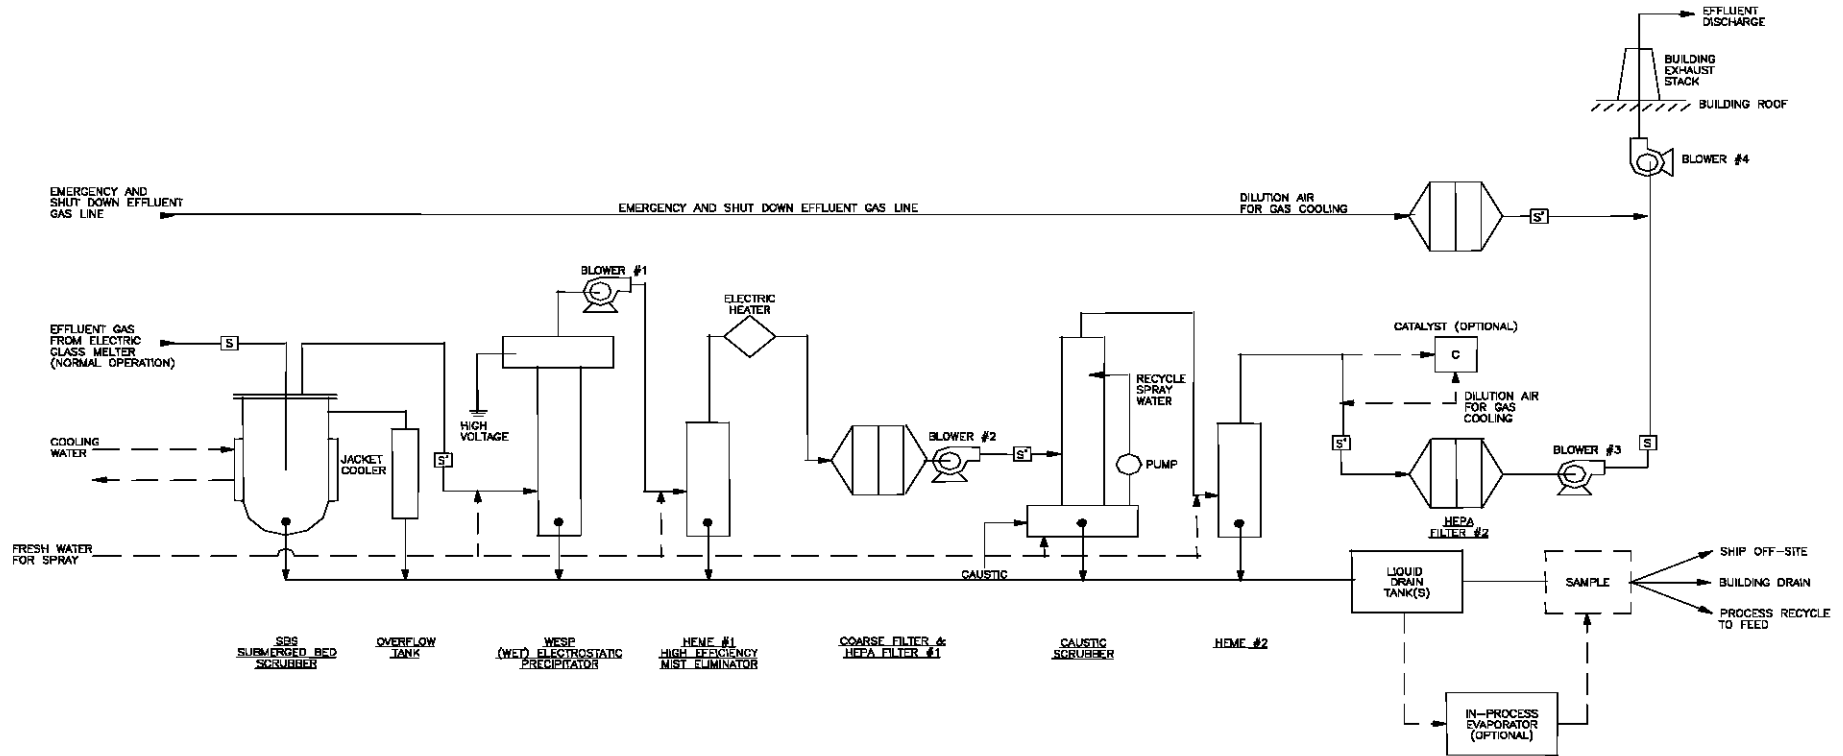 EFFLUENT
DISCHARGE
BUILDING
EXHAUST
STACK
BUILDING ROOF
BLOWER #4
EMERGENCY AND
SHUT DOWN EFFLUENT
GAS LINE
EMERGENCY AND SHUT DOWN EFFLUENT GAS LINE
DILUTION AIR
FOR GAS COOLING
S'
BLOWER #1
ELECTRIC
HEATER
EFFLUENT GAS
FROM ELECTRIC
GLASS MELTER
(NORMAL OPERATION)
S
CATALYST (OPTIONAL)
C
RECYCLE
SPRAY
WATER
DILUTION AIR
FOR GAS
COOLING
HIGH
VOLTAGE
COOLING
WATER
JACKET
COOLER
S'
BLOWER #2
S'
PUMP
S'
BLOWER #3
S
HEPA
FILTER #2
FRESH WATER
FOR SPRAY
CAUSTIC
LIQUID
DRAIN
TANK(S)
SAMPLE
SHIP OFF-SITE
BUILDING DRAIN
PROCESS RECYCLE
TO FEED
SBS
SUBMERGED BED
SCRUBBER
OVERFLOW
TANK
WESP
(WET) ELECTROSTATIC
PRECIPITATOR
HEME #1
HIGH EFFICIENCY
MIST ELIMINATOR
COARSE FILTER &
HEPA FILTER #1
CAUSTIC
SCRUBBER
HEME #2
IN-PROCESS
EVAPORATOR
(OPTIONAL)